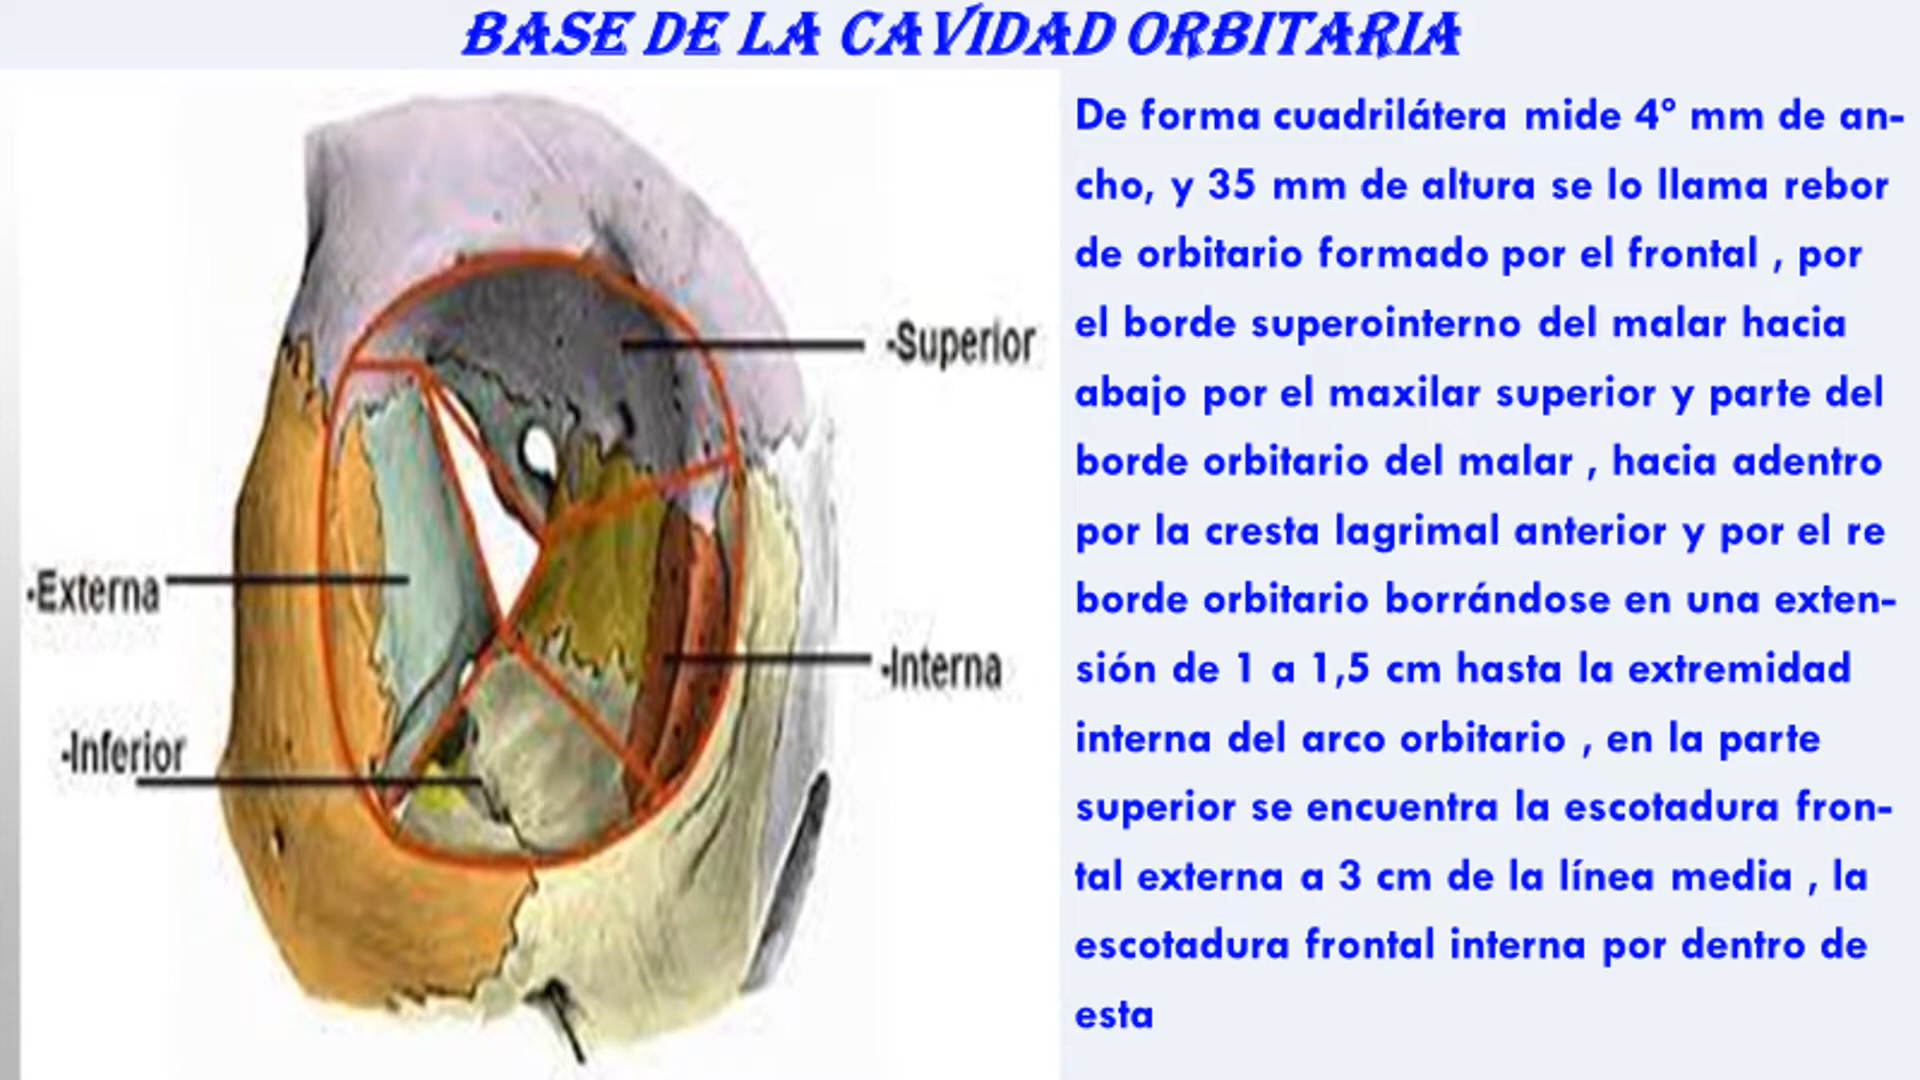 BASE DE LA CAVIDAD ORBITARIA
De forma cuadrilátera mide 4º mm de an-
cho, y 35 mm de altura se lo llama rebor
de orbitario formado por el frontal , por
el borde superointerno del malar hacia
abajo por el maxilar superior y parte del
borde orbitario del malar , hacia adentro
por la cresta lagrimal anterior y por el re
borde orbitario borrándose en una exten-
sión de 1 a 1,5 cm hasta la extremidad
interna del arco orbitario , en la parte
superior se encuentra la escotadura fron-
tal externa a 3 cm de la línea media , la
escotadura frontal interna por dentro de
esta
-Superior
-Externa
-Interna
-Inferior